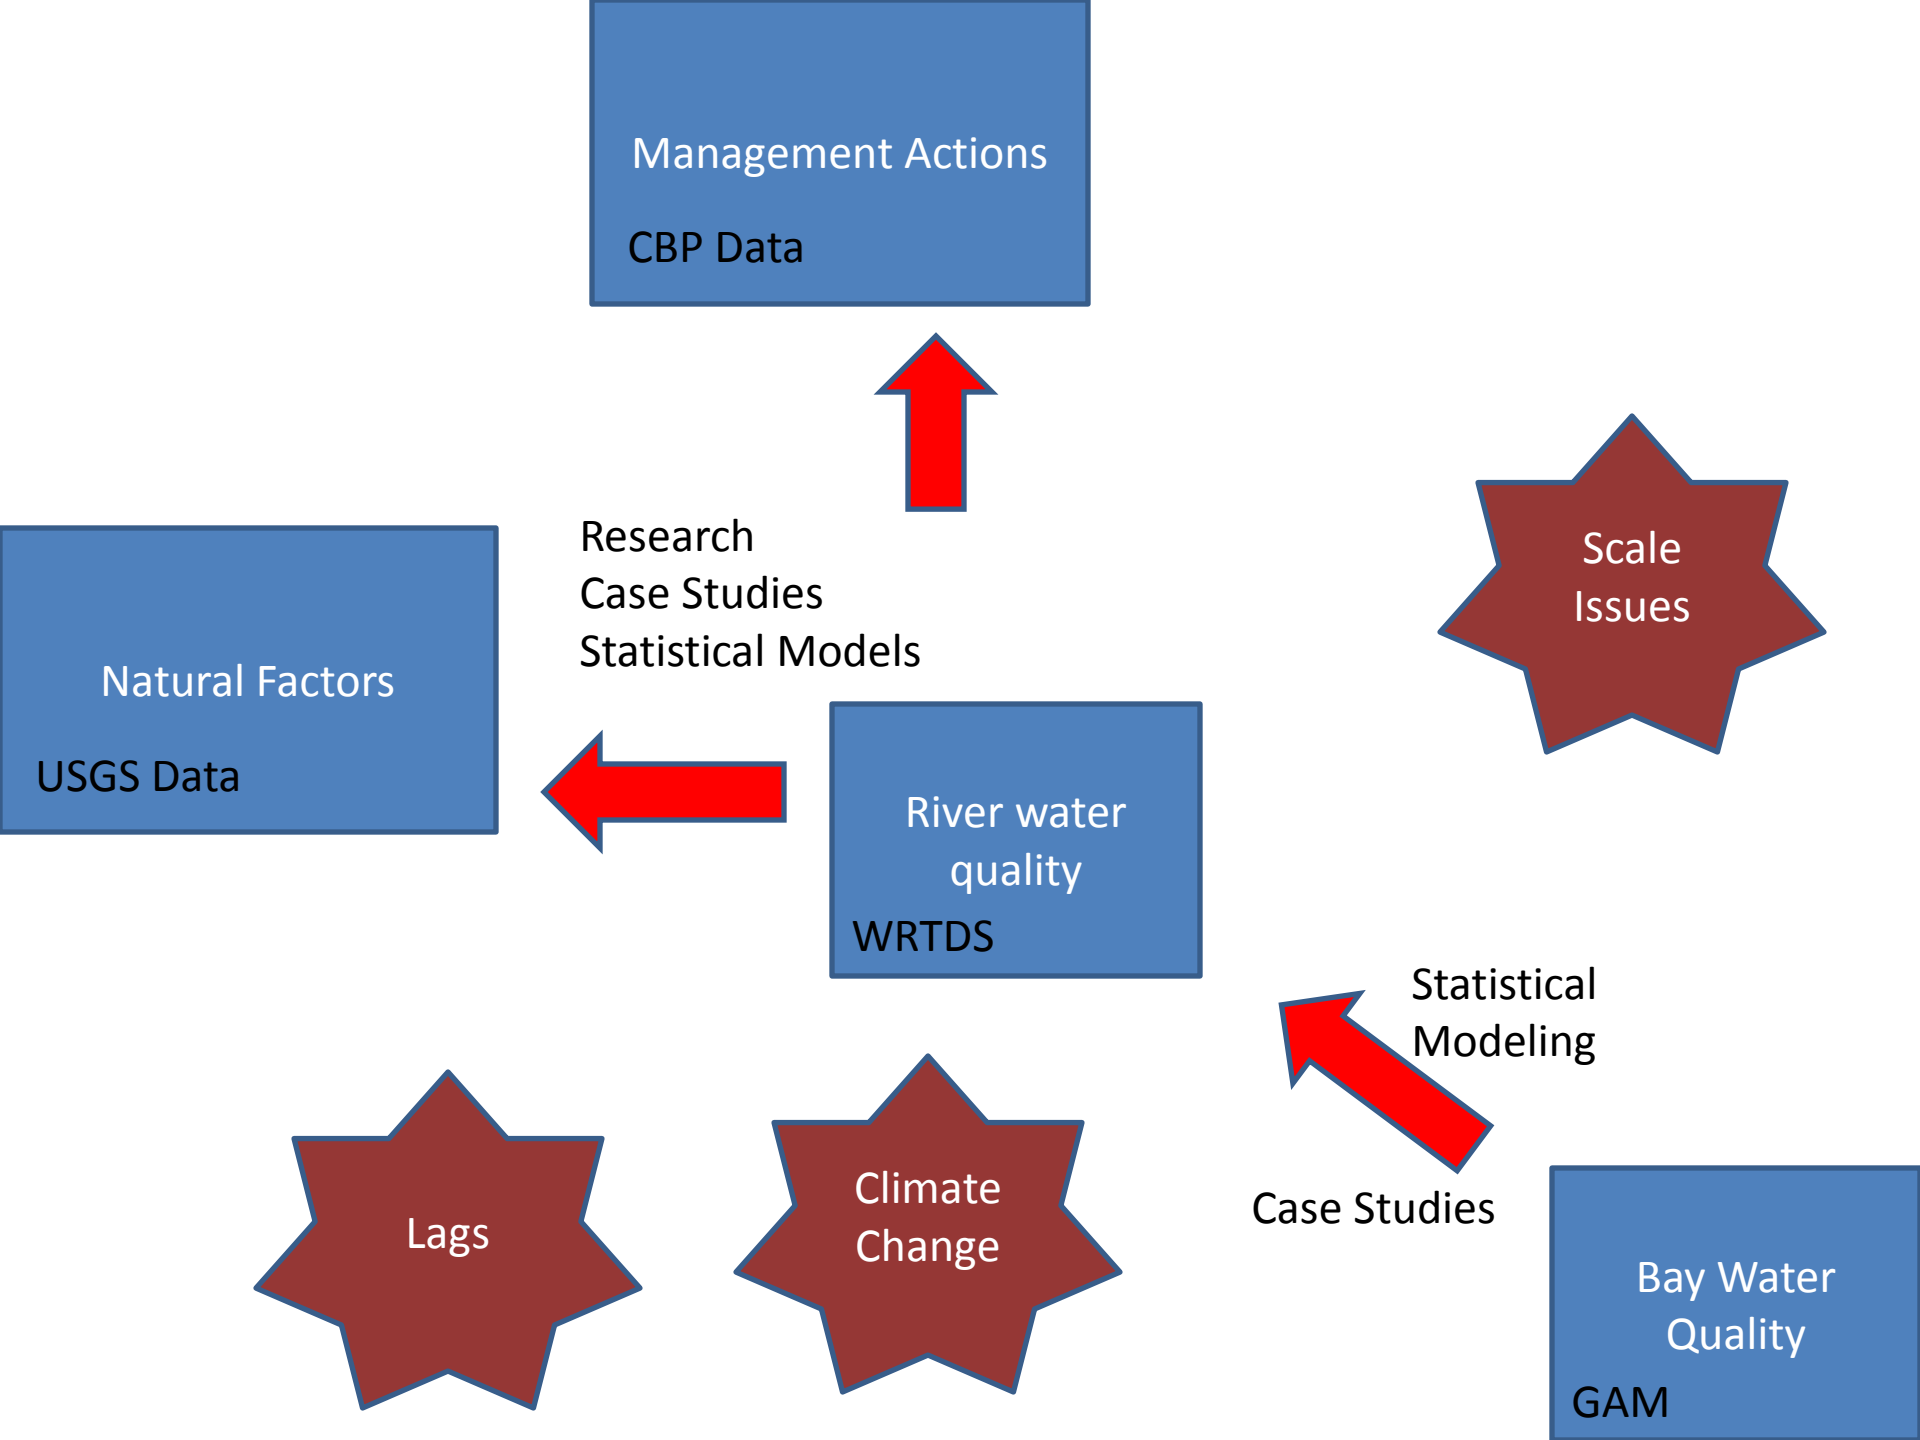 Management Actions
CBP Data
Scale
Issues
Research
Case Studies
Statistical Models
Natural Factors
USGS Data
River water
quality
WRTDS
Statistical
Modeling
Lags
Climate
Change
Case Studies
Bay Water
Quality
GAM